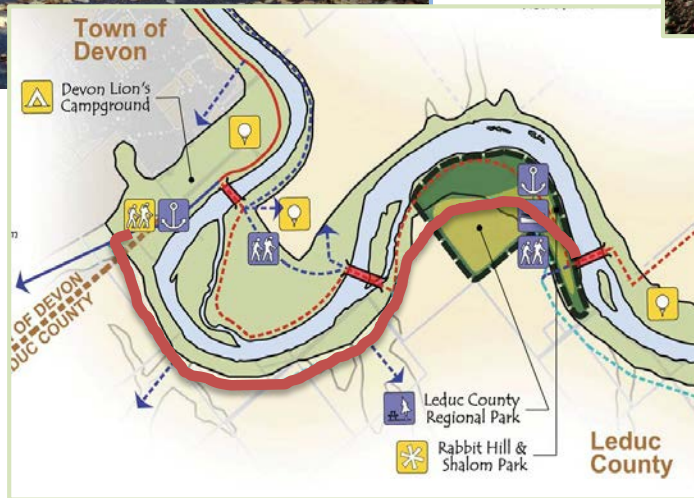 Town of
Devon
Devon Lion's
Campground
OF DEVON
DUC COUNTY
Leduc County
Regional Park
Rabbit Hill &
Shalom Park
Leduc
County